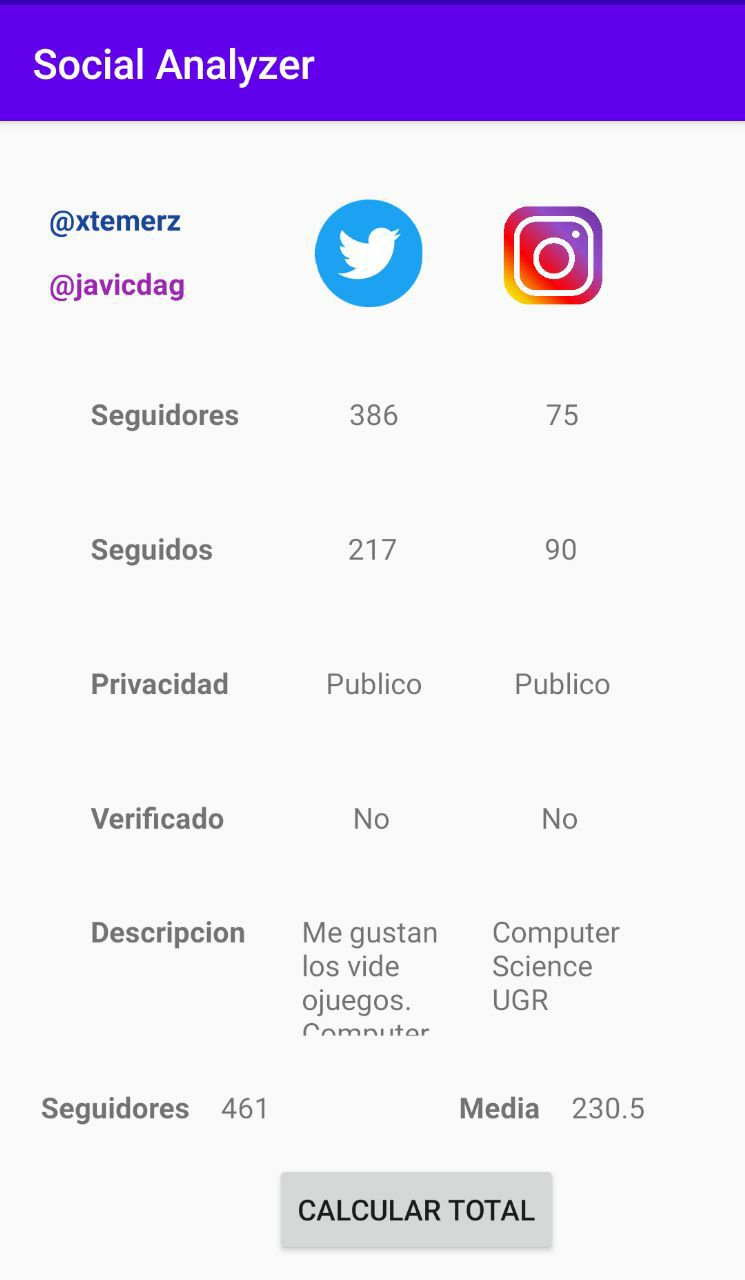 Social Analyzer
@xtemerz
@javicdag
Seguidores 386 75
Seguidos 217 90
Privacidad Publico Publico
Verificado No No
Descripcion Me gustan Computer
los vide Science
ojuegos. UGR
Computer
Seguidores 461 Media 230.5
CALCULAR TOTAL